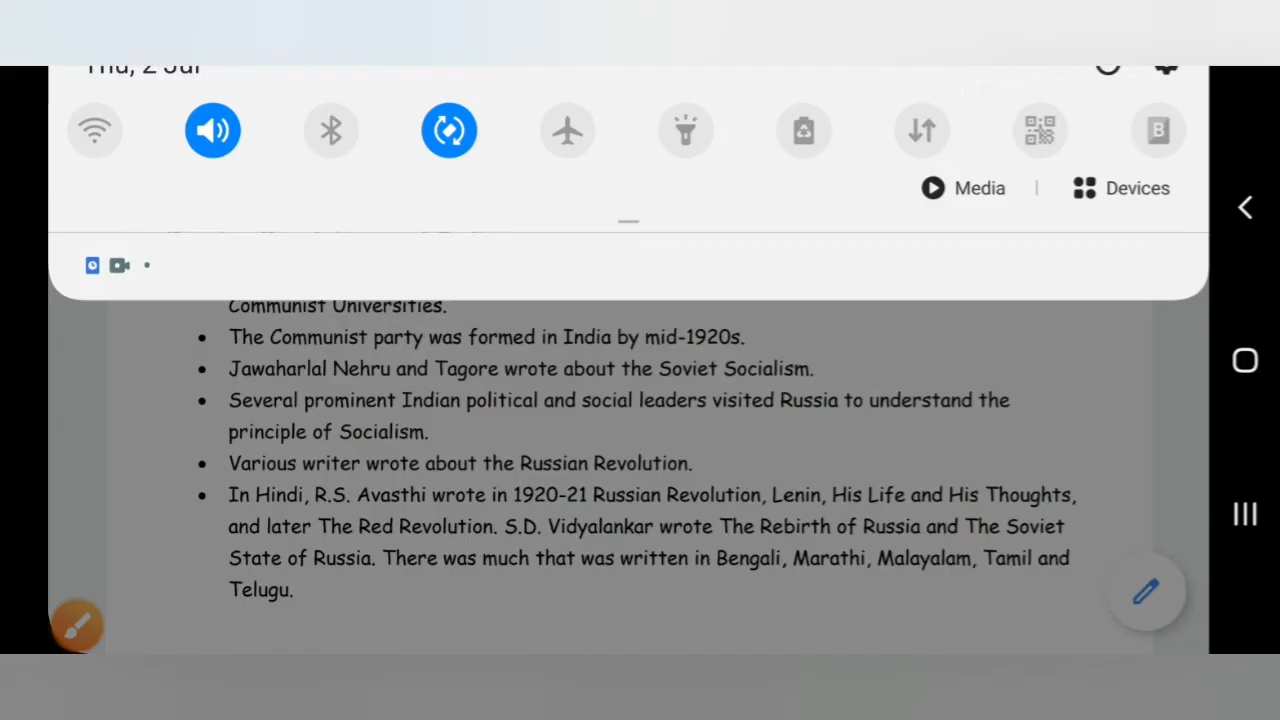 Thu, 2 Jul
Media | Devices
Communist Universities.
• The Communist party was formed in India by mid-1920s.
• Jawaharlal Nehru and Tagore wrote about the Soviet Socialism.
• Several prominent Indian political and social leaders visited Russia to understand the
principle of Socialism.
• Various writer wrote about the Russian Revolution.
• In Hindi, R.S. Avasthi wrote in 1920-21 Russian Revolution, Lenin, His Life and His Thoughts,
and later The Red Revolution. S.D. Vidyalankar wrote The Rebirth of Russia and The Soviet
State of Russia. There was much that was written in Bengali, Marathi, Malayalam, Tamil and
Telugu.